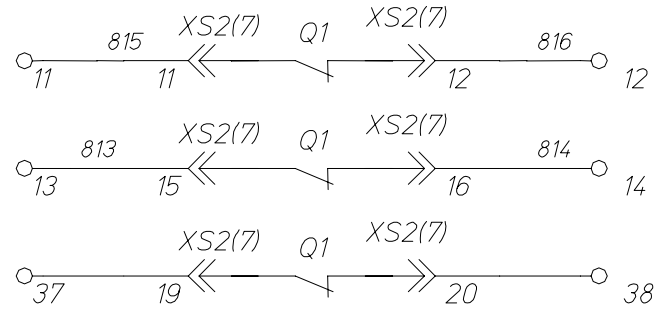 815 XS2(7) Q1 XS2(7) 816
11 11 12 12
813 XS2(7) Q1 XS2(7) 814
13 15 16 14
XS2(7) Q1 XS2(7)
37 19 20 38